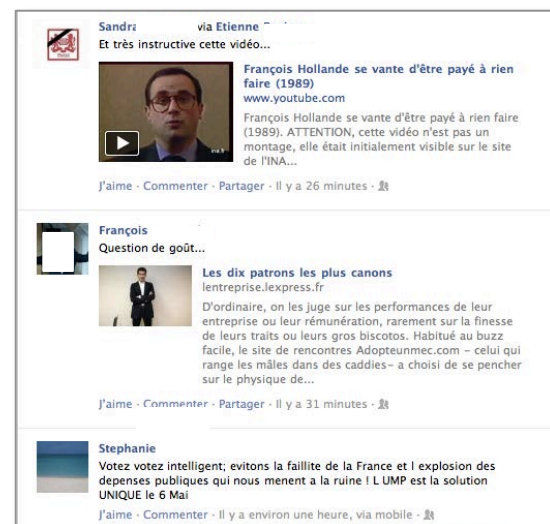 Sandra via Etienne
Et très instructive cette vidéo...
François Hollande se vante d'être payé à rien
faire (1989)
www.youtube.com
François Hollande se vante d'être payé à rien faire
(1989). ATTENTION, cette vidéo n'est pas un
montage, elle était initialement visible sur le site
de l'INA...
J'aime · Commenter · Partager · Il y a 26 minutes ·
François
Question de goût...
Les dix patrons les plus canons
lentreprise.lexpress.fr
D'ordinaire, on les juge sur les performances de leur
entreprise ou leur rémunération, rarement sur la finesse
de leurs traits ou leurs gros biscotos. Habitué au buzz
facile, le site de rencontres Adopteunmec.com - celui qui
range les mâles dans des caddies- a choisi de se pencher
sur le physique de...
J'aime · Commenter · Partager · Il y a 31 minutes ·
Stephanie
Votez votez intelligent; evitons la faillite de la France et l explosion des
depenses publiques qui nous menent a la ruine ! L UMP est la solution
UNIQUE le 6 Mai
J'aime · Commenter · Il y a environ une heure, via mobile ·